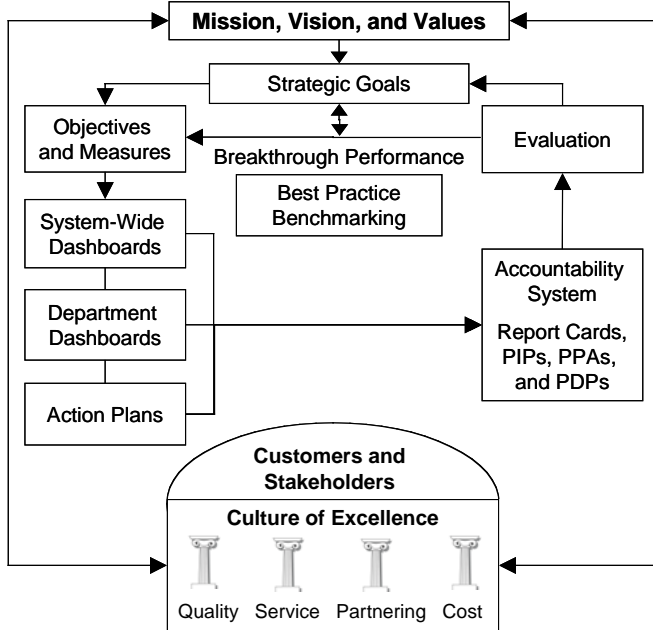 Mission, Vision, and Values
Strategic Goals
Objectives
and Measures
Evaluation
Breakthrough Performance
Best Practice
Benchmarking
System-Wide
Dashboards
Department
Dashboards
Action Plans
Accountability
System
Report Cards,
PIPs, PPAs,
and PDPs
Customers and
Stakeholders
Culture of Excellence
Quality Service Partnering Cost